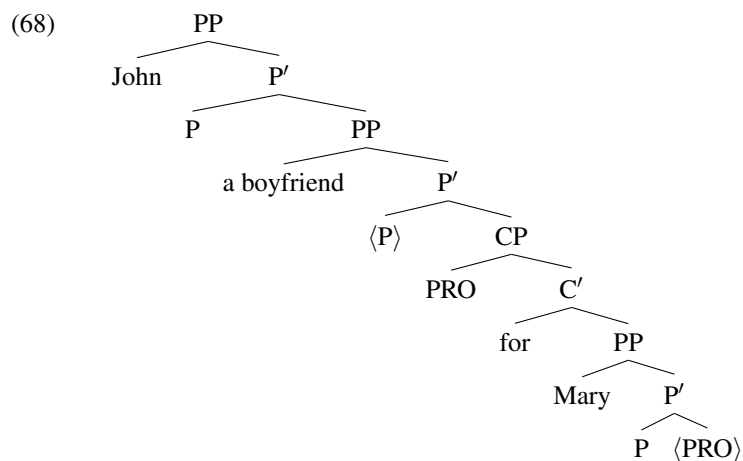 (68) PP
John P′
P PP
a boyfriend P′
⟨P⟩ CP
PRO C′
for PP
Mary P′
P ⟨PRO⟩